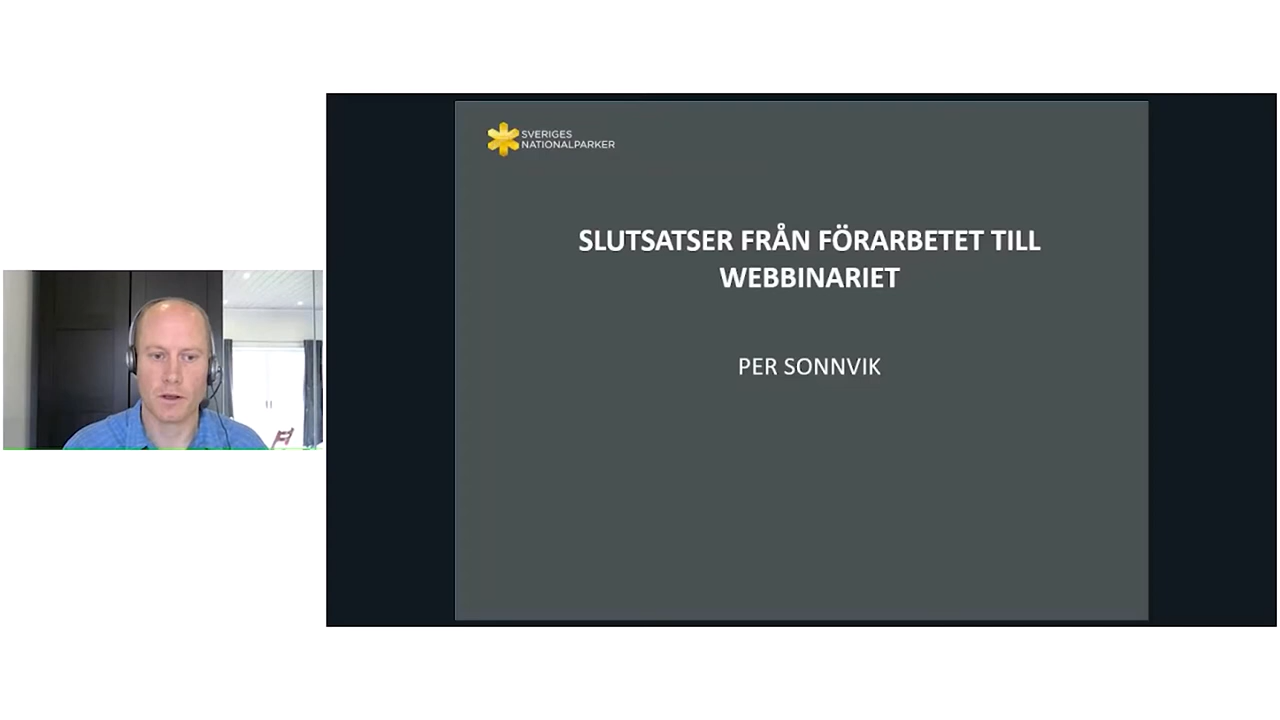 SVERIGES
NATIONALPARKER
SLUTSATSER FRÅN FÖRARBETET TILL
WEBBINARIET
PER SONNVIK